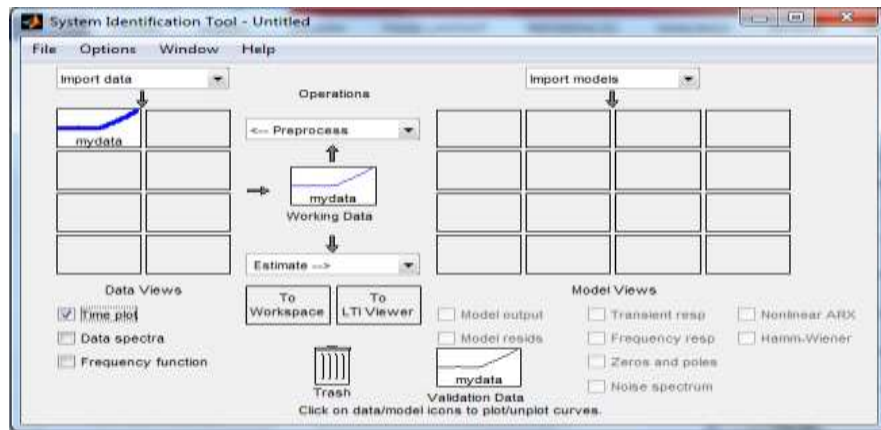 System Identification Tool - Untitled
File Options Window Help
Import data
Operations
Import models
mydata
<-- Preprocess
mydata
Working Data
Estimate -->
Data Views
To Workspace
To LTI Viewer
Model Views
Time plot
Data spectra
Frequency function
Model output
Model resids
Transient resp
Frequency resp
Zeros and poles
Noise spectrum
Nonlinear ARX
Hamm-Wiener
Trash
mydata
Validation Data
Click on data/model icons to plot/unplot curves.